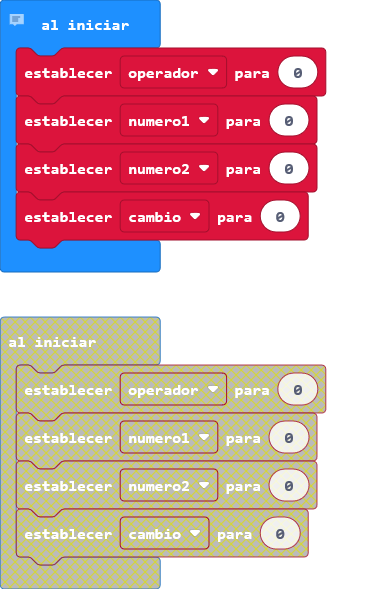 al iniciar
establecer operador para 0
establecer numero1 para 0
establecer numero2 para 0
establecer cambio para 0
al iniciar
establecer operador para 0
establecer numero1 para 0
establecer numero2 para 0
establecer cambio para 0